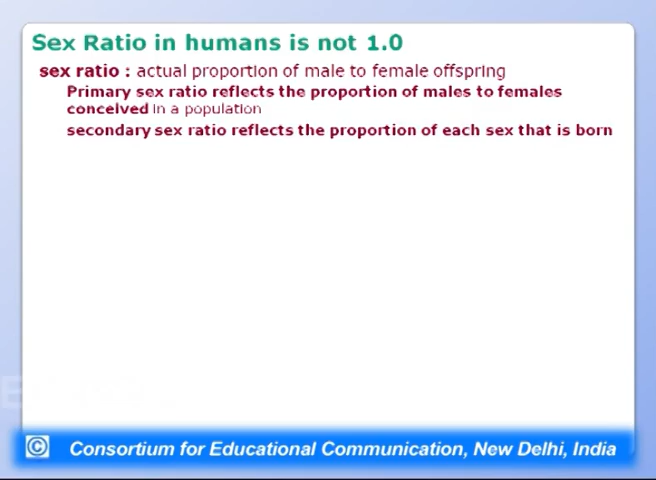 Sex Ratio in humans is not 1.0
sex ratio : actual proportion of male to female offspring
Primary sex ratio reflects the proportion of males to females
conceived in a population
secondary sex ratio reflects the proportion of each sex that is born
© Consortium for Educational Communication, New Delhi, India